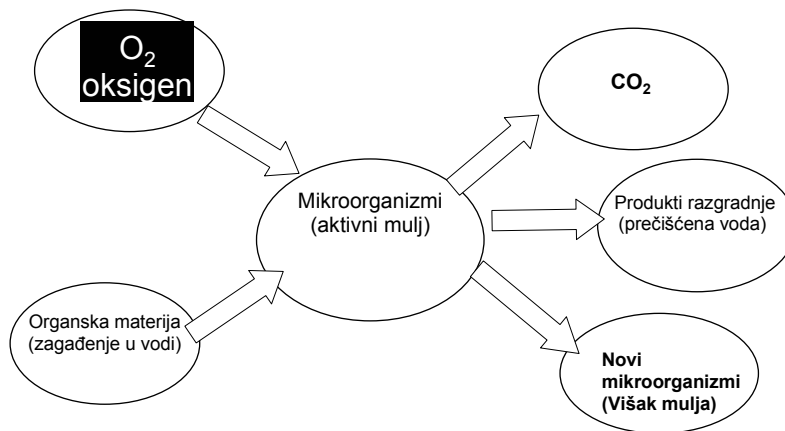 O₂
oksigen
CO₂
Mikroorganizmi
(aktivni mulj)
Produkti razgradnje
(prečišćena voda)
Organska materija
(zagađenje u vodi)
Novi
mikroorganizmi
(Višak mulja)